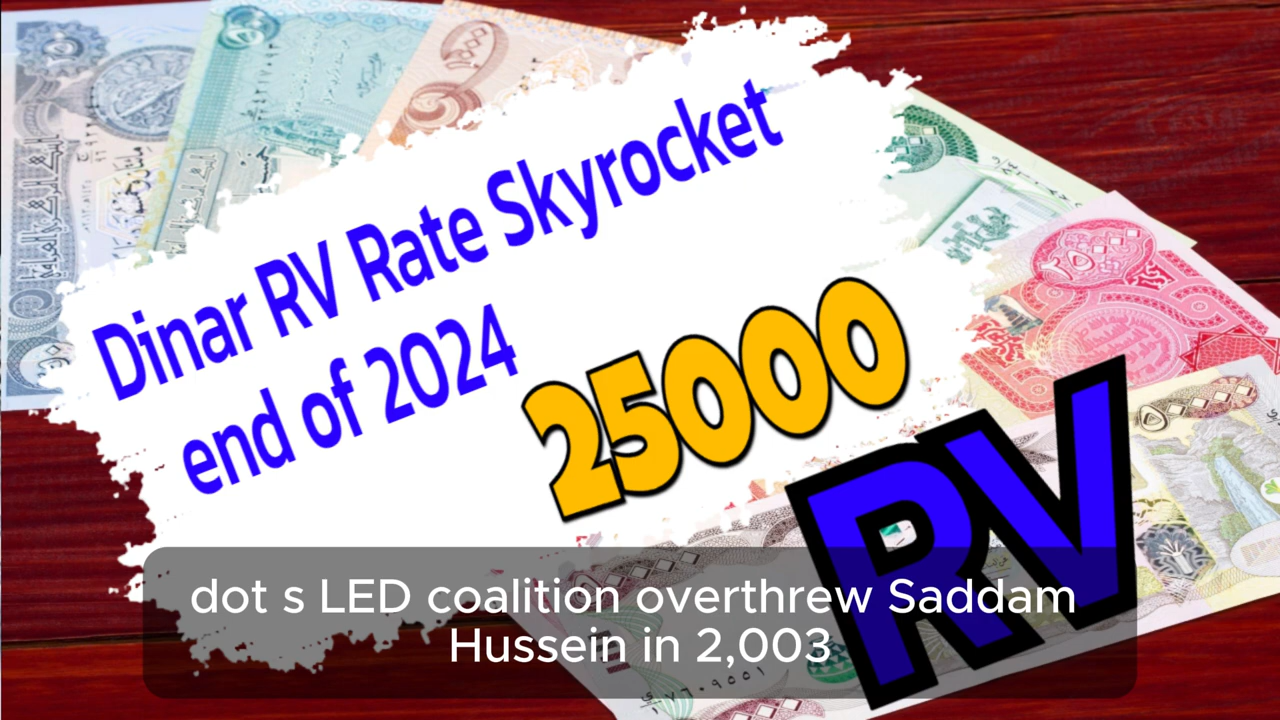 Dinar RV Rate Skyrocket
end of 2024
25000
RV
dot s LED coalition overthrew Saddam
Hussein in 2,003